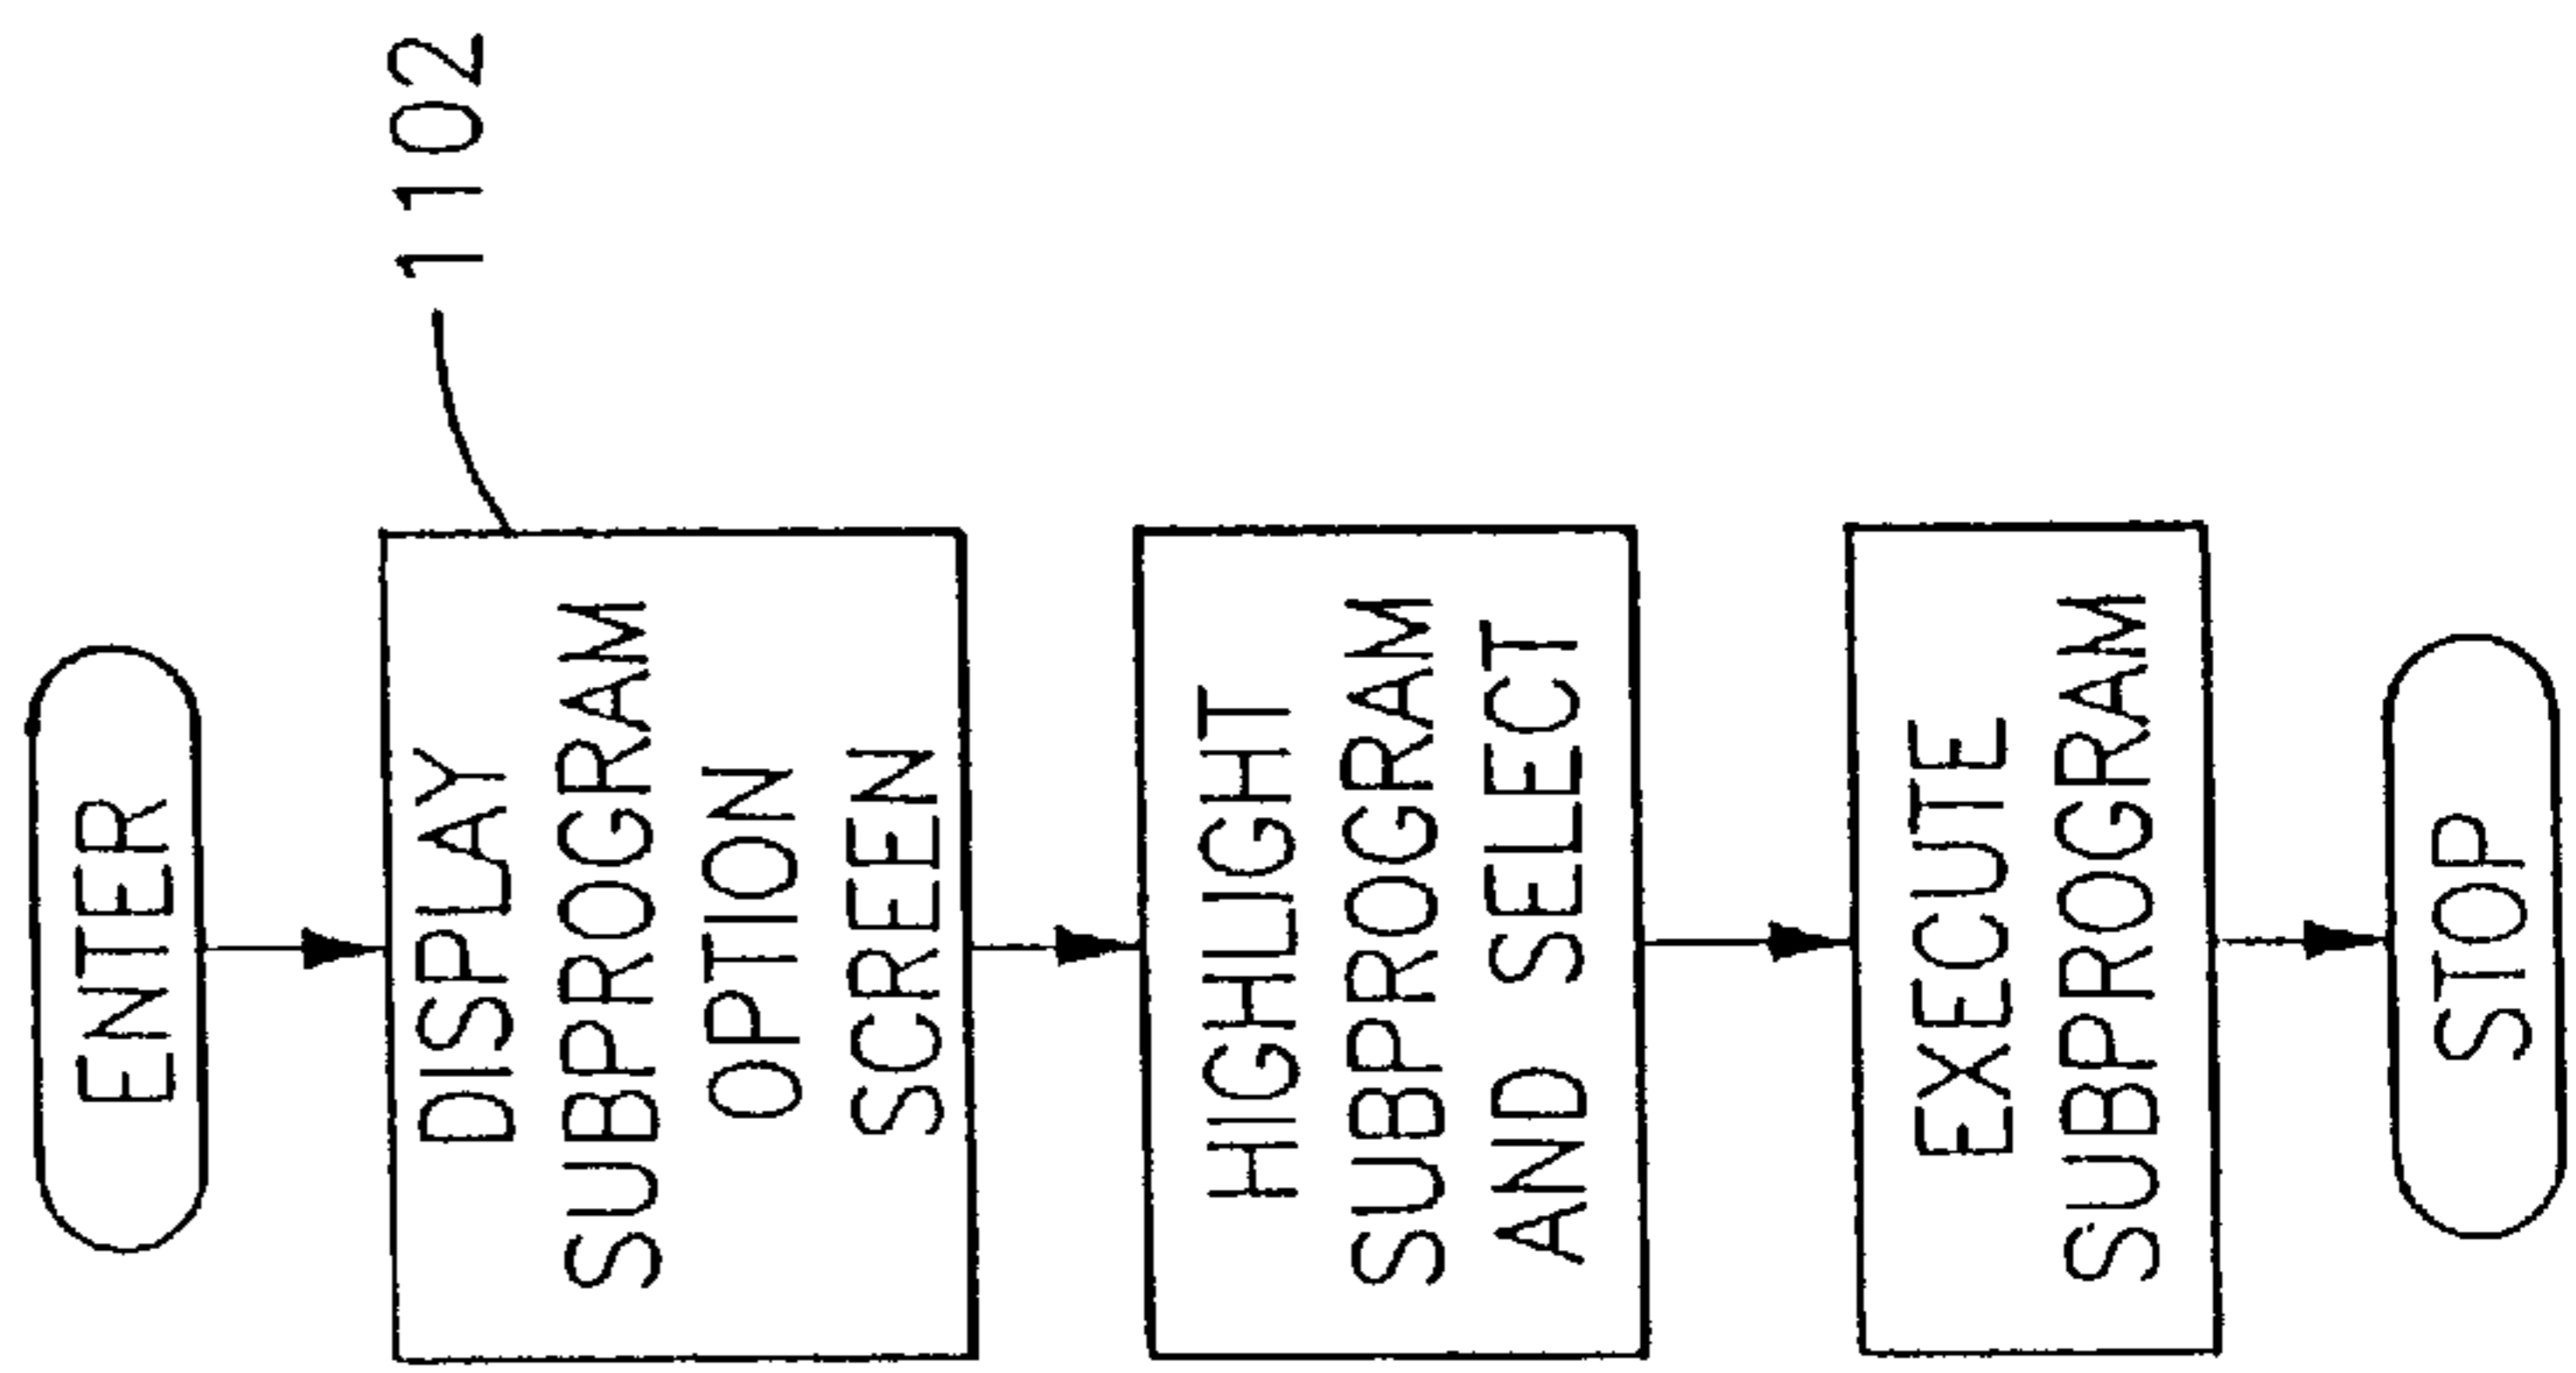 ENTER
1102
DISPLAY
SUBPROGRAM
OPTION
SCREEN
HIGHLIGHT
SUBPROGRAM
AND SELECT
EXECUTE
SUBPROGRAM
STOP